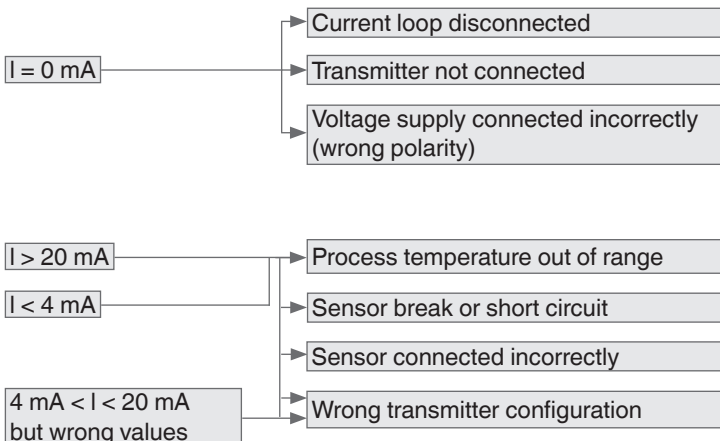 I = 0 mA
Current loop disconnected
Transmitter not connected
Voltage supply connected incorrectly
(wrong polarity)
I > 20 mA
I < 4 mA
Process temperature out of range
Sensor break or short circuit
Sensor connected incorrectly
4 mA < I < 20 mA
but wrong values
Wrong transmitter configuration